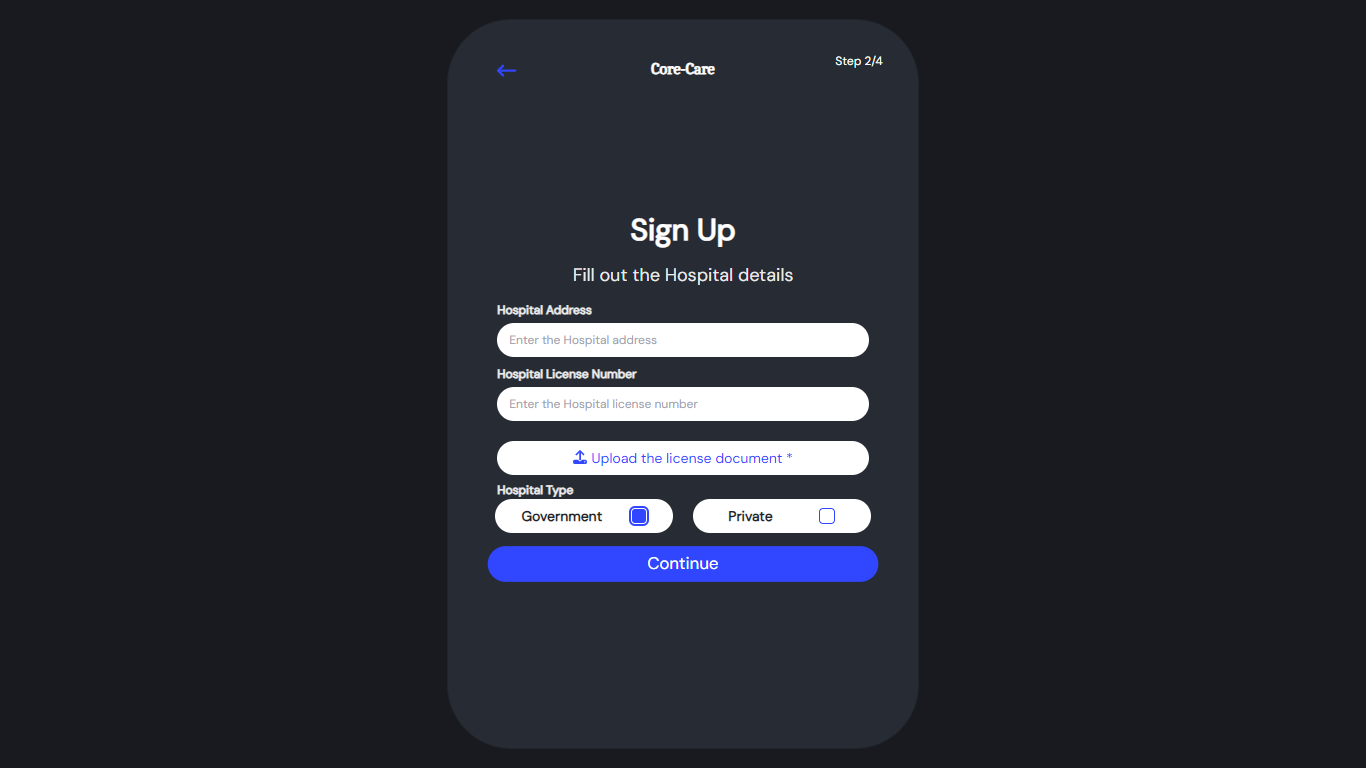 Core-Care
Step 2/4
Sign Up
Fill out the Hospital details
Hospital Address
Enter the Hospital address
Hospital License Number
Enter the Hospital license number
Upload the license document *
Hospital Type
Government
Private
Continue